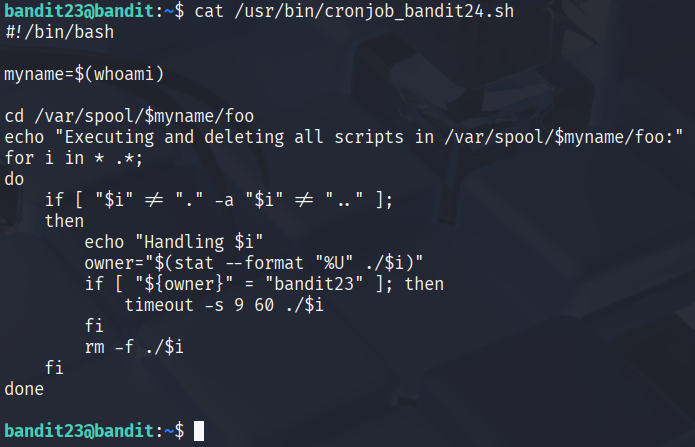 bandit23@bandit:~$ cat /usr/bin/cronjob_bandit24.sh
#!/bin/bash

myname=$(whoami)

cd /var/spool/$myname/foo
echo "Executing and deleting all scripts in /var/spool/$myname/foo:"
for i in * .*;
do
    if [ "$i" != "." -a "$i" != ".." ];
    then
        echo "Handling $i"
        owner="$(stat --format "%U" ./$i)"
        if [ "${owner}" = "bandit23" ]; then
            timeout -s 9 60 ./$i
        fi
        rm -f ./$i
    fi
done

bandit23@bandit:~$